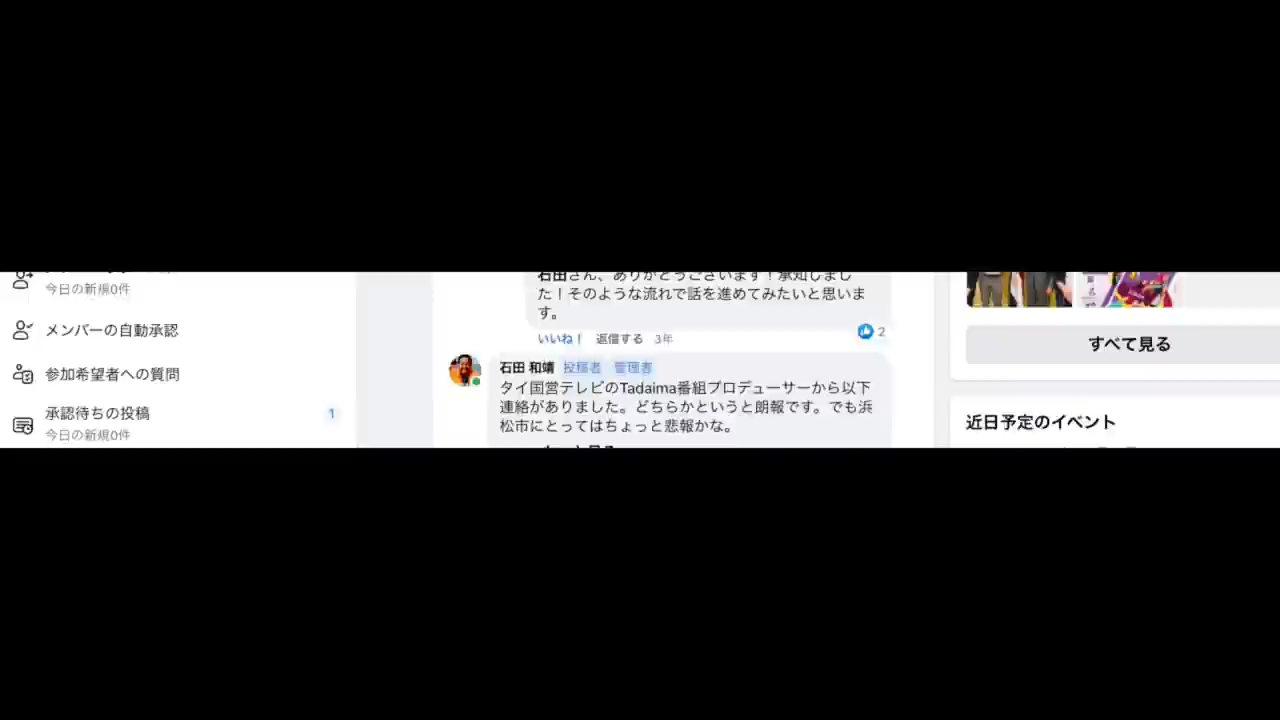 今日の新規0件
メンバーの自動承認
参加希望者への質問
承認待ちの投稿
1
今日の新規0件
石田さん、ありがとうございます！承知しまし
た！そのような流れで話を進めてみたいと思いま
す。
2
いいね！ 返信する 3年
石田 和靖 投稿者 管理者
タイ国営テレビのTadaima番組プロデューサーから以下
連絡がありました。どちらかというと朗報です。でも浜
松市にとってはちょっと悲報かな。
すべて見る
近日予定のイベント